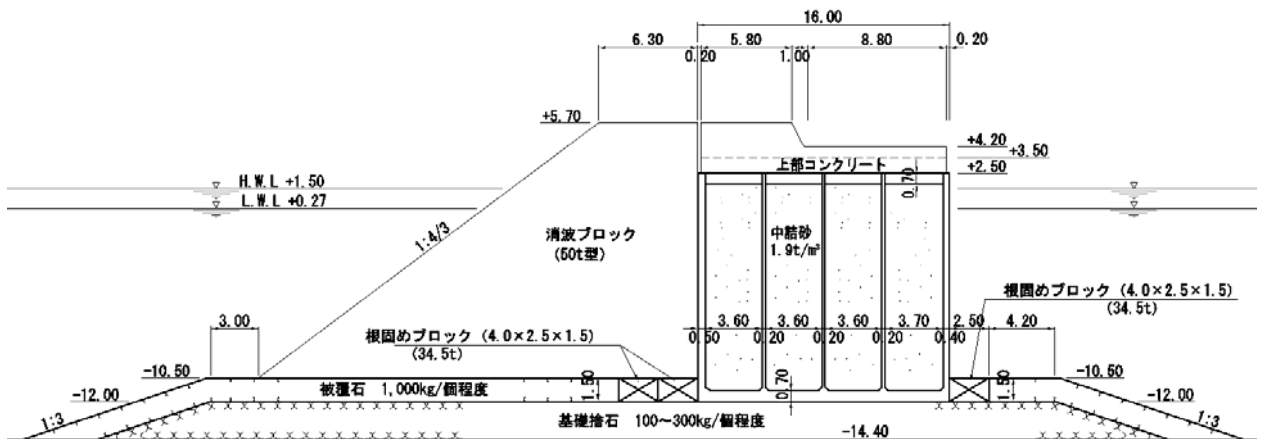 16.00
6.30
5.80
8.80
0.20
0.20
1.00
+5.70
+4.20
+3.50
上部コンクリート
+2.50
0.70
H.W.L +1.50
L.W.L +0.27
1:4/3
消波ブロック
(50t型)
中詰砂
1.9t/m³
根固めブロック (4.0×2.5×1.5)
(34.5t)
3.00
3.60
3.60
3.60
3.70
2.50
4.20
0.50
0.20
0.20
0.20
0.40
根固めブロック (4.0×2.5×1.5)
(34.5t)
-10.50
-10.50
被覆石 1,000kg/個程度
1.50
0.70
1.50
-12.00
-12.00
1:3
1:3
基礎捨石 100～300kg/個程度
-14.40